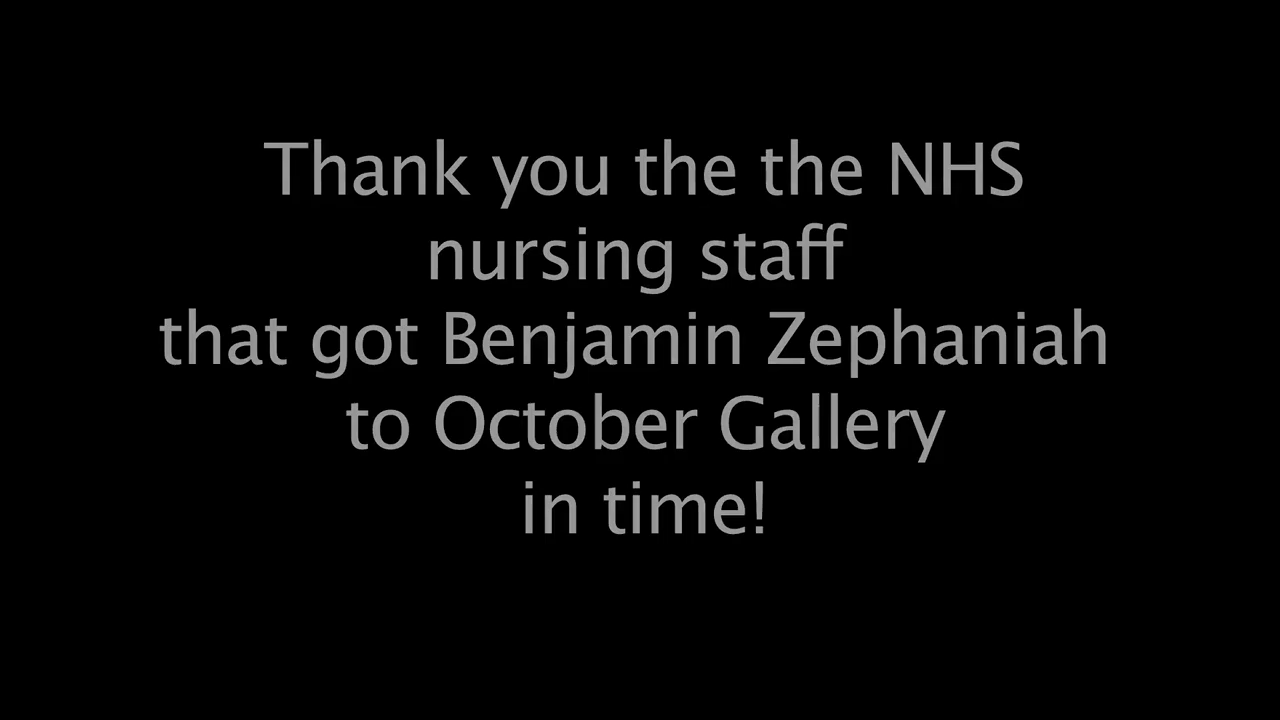 Thank you the the NHS
nursing staff
that got Benjamin Zephaniah
to October Gallery
in time!